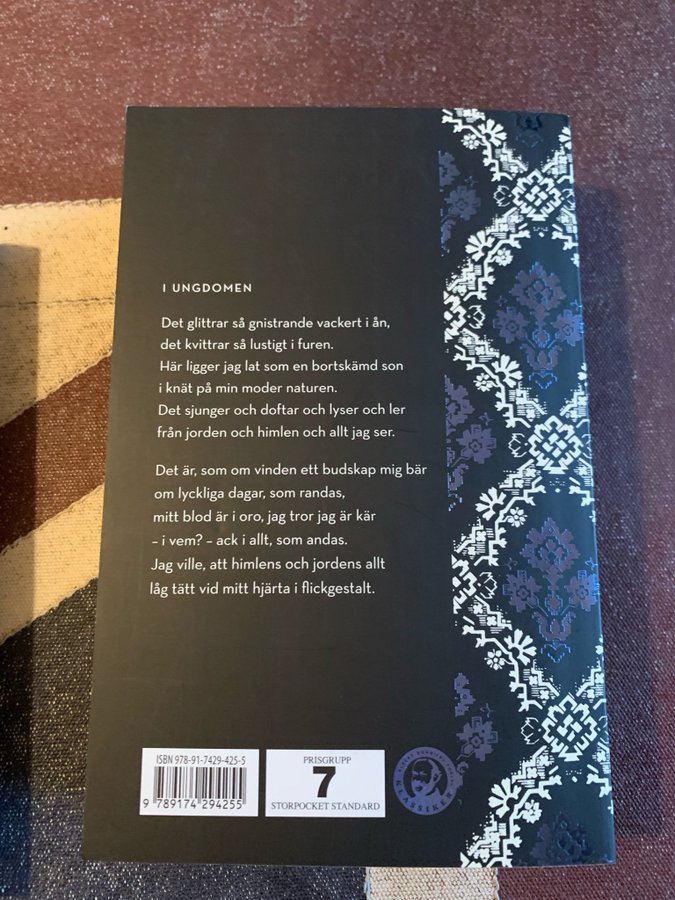 I UNGDOMEN
Det glittrar så gnistrande vackert i ån,
det kvittrar så lustigt i furen.
Här ligger jag lat som en bortskämd son
i knät på min moder naturen.
Det sjunger och doftar och lyser och ler
från jorden och himlen och allt jag ser.
Det är, som om vinden ett budskap mig bär
om lyckliga dagar, som randas,
mitt blod är i oro, jag tror jag är kär
– i vem? – ack i allt, som andas.
Jag ville, att himlens och jordens allt
låg tätt vid mitt hjärta i flickgestalt.
ISBN 978-91-7429-425-5
9 789174 294255
PRISGRUPP
7
STORPOCKET STANDARD
KLASSIKER